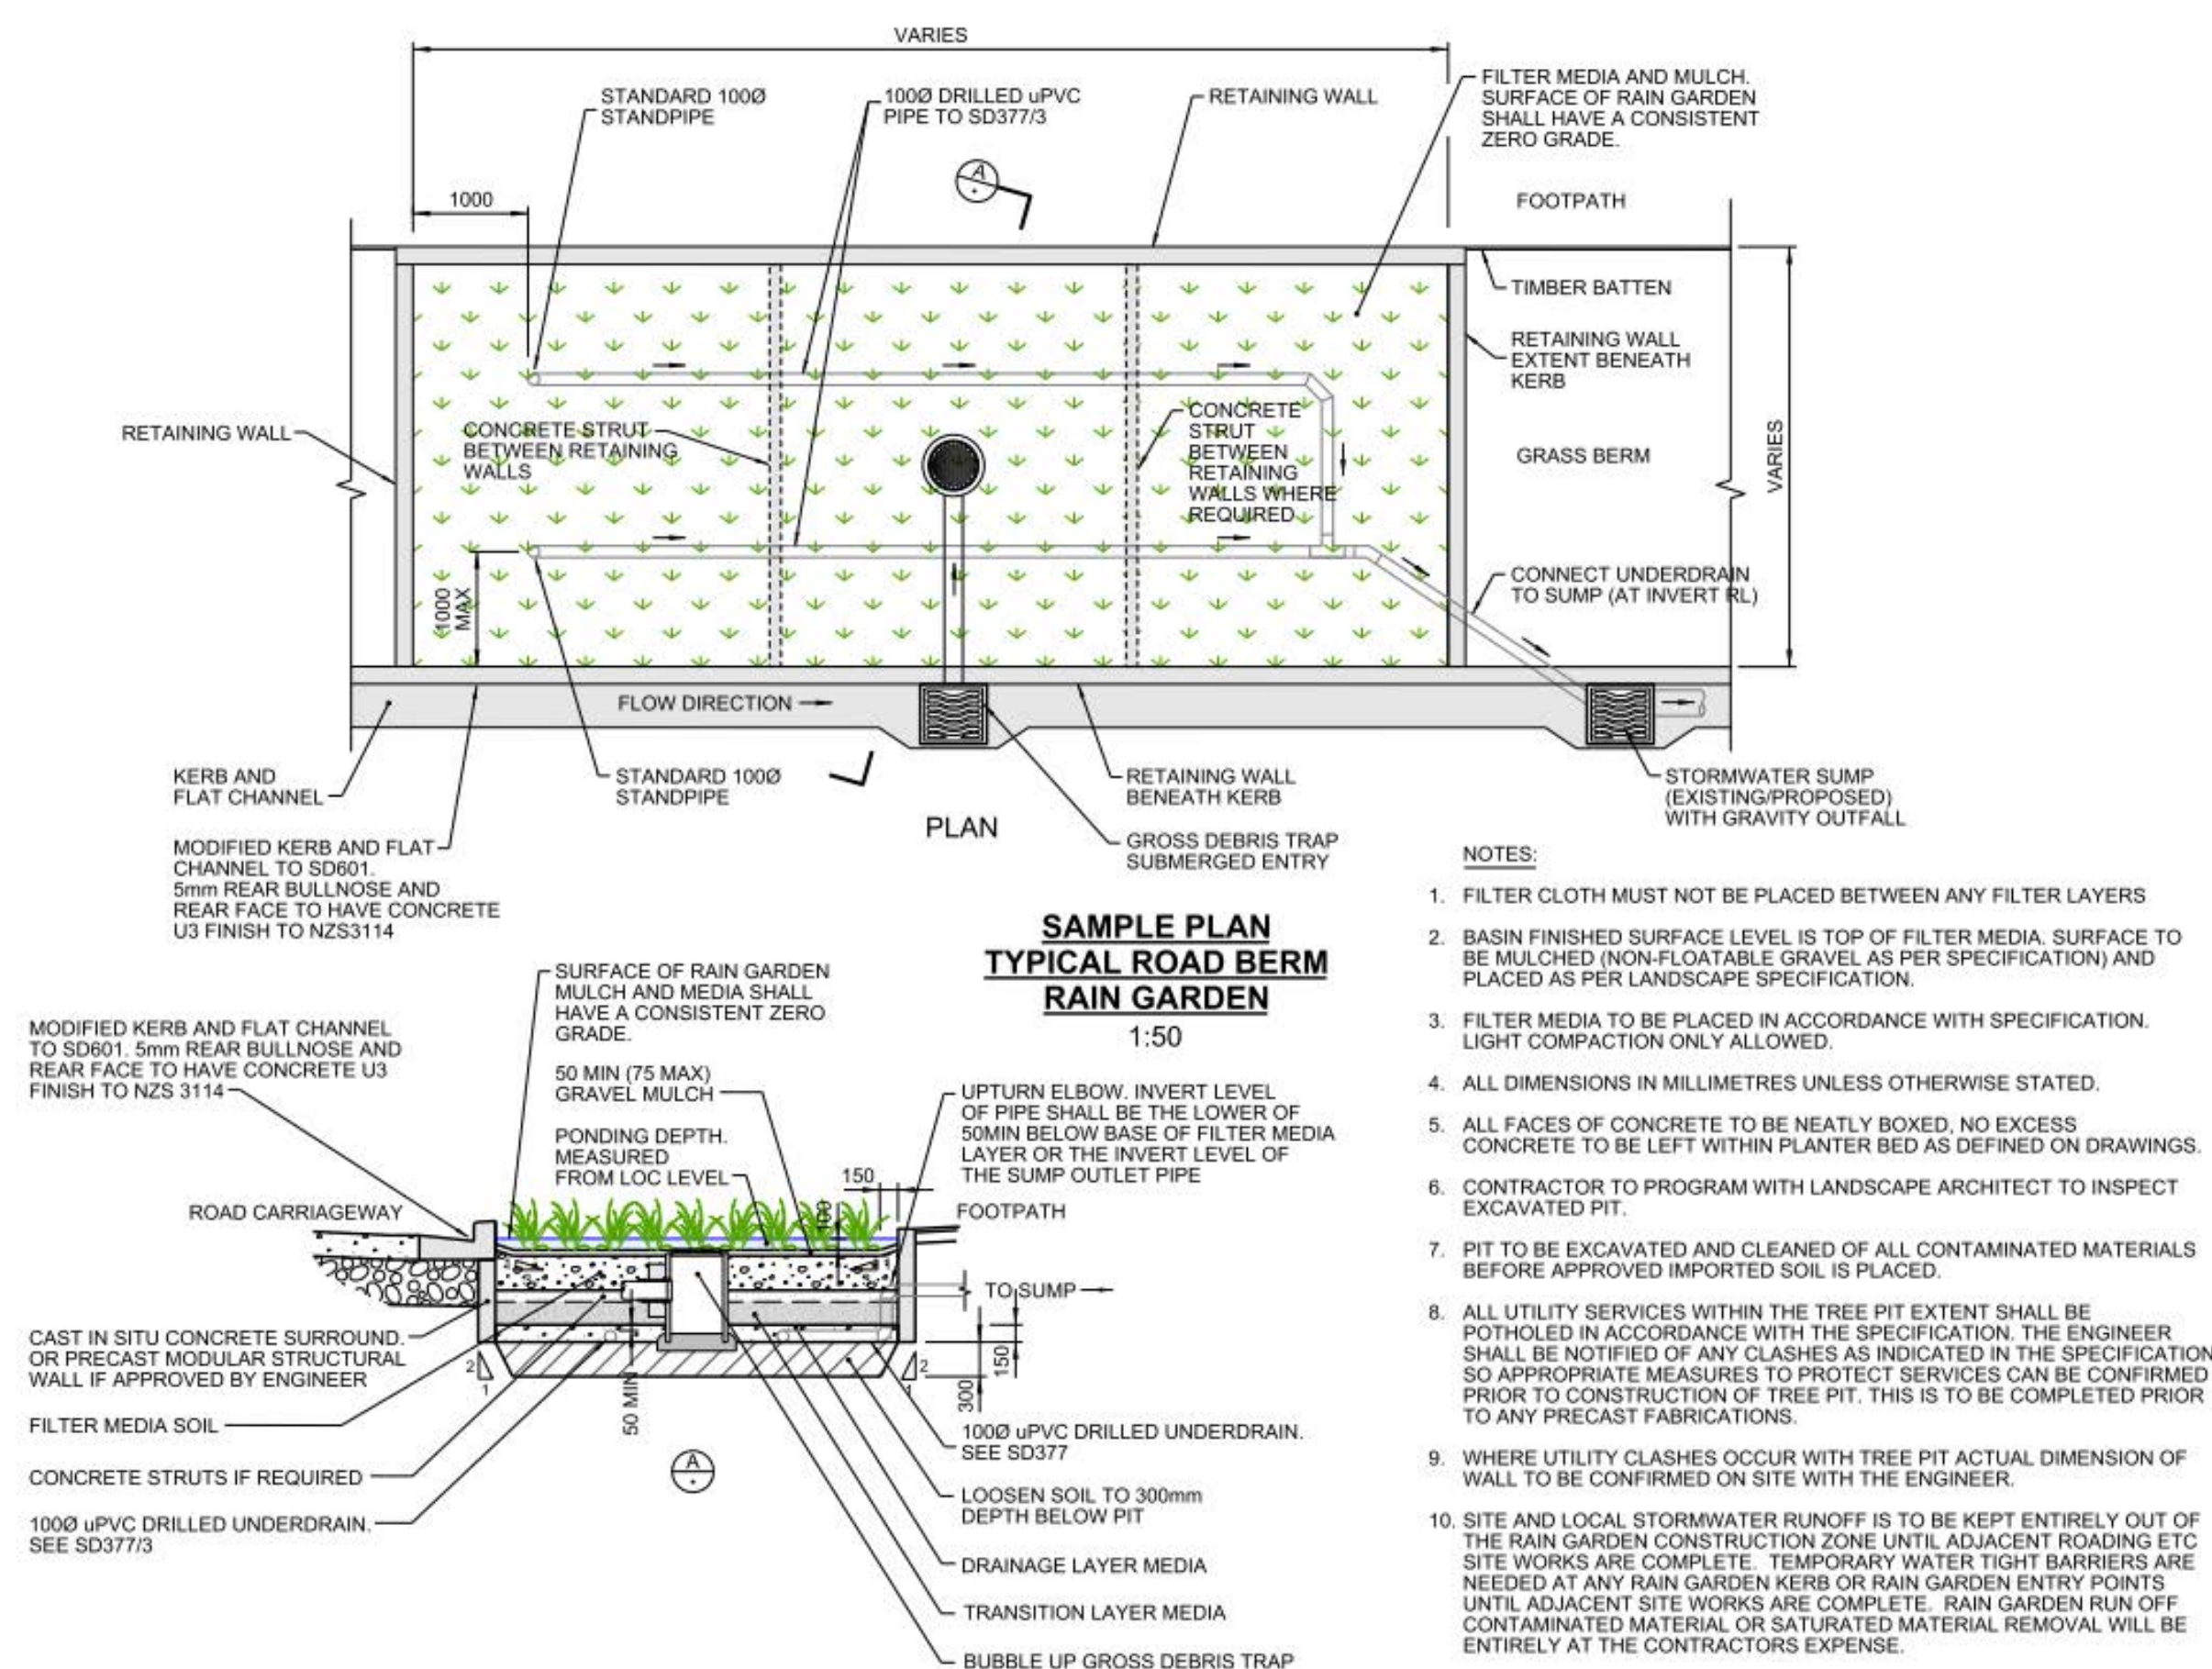 VARIES
STANDARD 100Ø
STANDPIPE
100Ø DRILLED uPVC
PIPE TO SD377/3
RETAINING WALL
FILTER MEDIA AND MULCH.
SURFACE OF RAIN GARDEN
SHALL HAVE A CONSISTENT
ZERO GRADE.
A
1000
FOOTPATH
TIMBER BATTEN
RETAINING WALL
EXTENT BENEATH
KERB
RETAINING WALL
CONCRETE STRUT
BETWEEN RETAINING
WALLS
CONCRETE
STRUT
BETWEEN
RETAINING
WALLS WHERE
REQUIRED
GRASS BERM
VARIES
1000
MAX
CONNECT UNDERDRAIN
TO SUMP (AT INVERT RL)
FLOW DIRECTION
KERB AND
FLAT CHANNEL
STANDARD 100Ø
STANDPIPE
RETAINING WALL
BENEATH KERB
STORMWATER SUMP
(EXISTING/PROPOSED)
WITH GRAVITY OUTFALL
PLAN
GROSS DEBRIS TRAP
SUBMERGED ENTRY
MODIFIED KERB AND FLAT
CHANNEL TO SD601.
5mm REAR BULLNOSE AND
REAR FACE TO HAVE CONCRETE
U3 FINISH TO NZS3114
SAMPLE PLAN
TYPICAL ROAD BERM
RAIN GARDEN
1:50
SURFACE OF RAIN GARDEN
MULCH AND MEDIA SHALL
HAVE A CONSISTENT ZERO
GRADE.
MODIFIED KERB AND FLAT CHANNEL
TO SD601. 5mm REAR BULLNOSE AND
REAR FACE TO HAVE CONCRETE U3
FINISH TO NZS 3114
50 MIN (75 MAX)
GRAVEL MULCH
PONDING DEPTH.
MEASURED
FROM LOC LEVEL
UPTURN ELBOW. INVERT LEVEL
OF PIPE SHALL BE THE LOWER OF
50MIN BELOW BASE OF FILTER MEDIA
LAYER OR THE INVERT LEVEL OF
THE SUMP OUTLET PIPE
150
100
ROAD CARRIAGEWAY
FOOTPATH
TO SUMP
CAST IN SITU CONCRETE SURROUND.
OR PRECAST MODULAR STRUCTURAL
WALL IF APPROVED BY ENGINEER
2
1
2
1
50 MIN
300
150
FILTER MEDIA SOIL
CONCRETE STRUTS IF REQUIRED
100Ø uPVC DRILLED UNDERDRAIN.
SEE SD377/3
A
100Ø uPVC DRILLED UNDERDRAIN.
SEE SD377
LOOSEN SOIL TO 300mm
DEPTH BELOW PIT
DRAINAGE LAYER MEDIA
TRANSITION LAYER MEDIA
BUBBLE UP GROSS DEBRIS TRAP
NOTES:
1. FILTER CLOTH MUST NOT BE PLACED BETWEEN ANY FILTER LAYERS
2. BASIN FINISHED SURFACE LEVEL IS TOP OF FILTER MEDIA. SURFACE TO
BE MULCHED (NON-FLOATABLE GRAVEL AS PER SPECIFICATION) AND
PLACED AS PER LANDSCAPE SPECIFICATION.
3. FILTER MEDIA TO BE PLACED IN ACCORDANCE WITH SPECIFICATION.
LIGHT COMPACTION ONLY ALLOWED.
4. ALL DIMENSIONS IN MILLIMETRES UNLESS OTHERWISE STATED.
5. ALL FACES OF CONCRETE TO BE NEATLY BOXED, NO EXCESS
CONCRETE TO BE LEFT WITHIN PLANTER BED AS DEFINED ON DRAWINGS.
6. CONTRACTOR TO PROGRAM WITH LANDSCAPE ARCHITECT TO INSPECT
EXCAVATED PIT.
7. PIT TO BE EXCAVATED AND CLEANED OF ALL CONTAMINATED MATERIALS
BEFORE APPROVED IMPORTED SOIL IS PLACED.
8. ALL UTILITY SERVICES WITHIN THE TREE PIT EXTENT SHALL BE
POTHOLED IN ACCORDANCE WITH THE SPECIFICATION. THE ENGINEER
SHALL BE NOTIFIED OF ANY CLASHES AS INDICATED IN THE SPECIFICATION
SO APPROPRIATE MEASURES TO PROTECT SERVICES CAN BE CONFIRMED
PRIOR TO CONSTRUCTION OF TREE PIT. THIS IS TO BE COMPLETED PRIOR
TO ANY PRECAST FABRICATIONS.
9. WHERE UTILITY CLASHES OCCUR WITH TREE PIT ACTUAL DIMENSION OF
WALL TO BE CONFIRMED ON SITE WITH THE ENGINEER.
10. SITE AND LOCAL STORMWATER RUNOFF IS TO BE KEPT ENTIRELY OUT OF
THE RAIN GARDEN CONSTRUCTION ZONE UNTIL ADJACENT ROADING ETC
SITE WORKS ARE COMPLETE. TEMPORARY WATER TIGHT BARRIERS ARE
NEEDED AT ANY RAIN GARDEN KERB OR RAIN GARDEN ENTRY POINTS
UNTIL ADJACENT SITE WORKS ARE COMPLETE. RAIN GARDEN RUN OFF
CONTAMINATED MATERIAL OR SATURATED MATERIAL REMOVAL WILL BE
ENTIRELY AT THE CONTRACTORS EXPENSE.